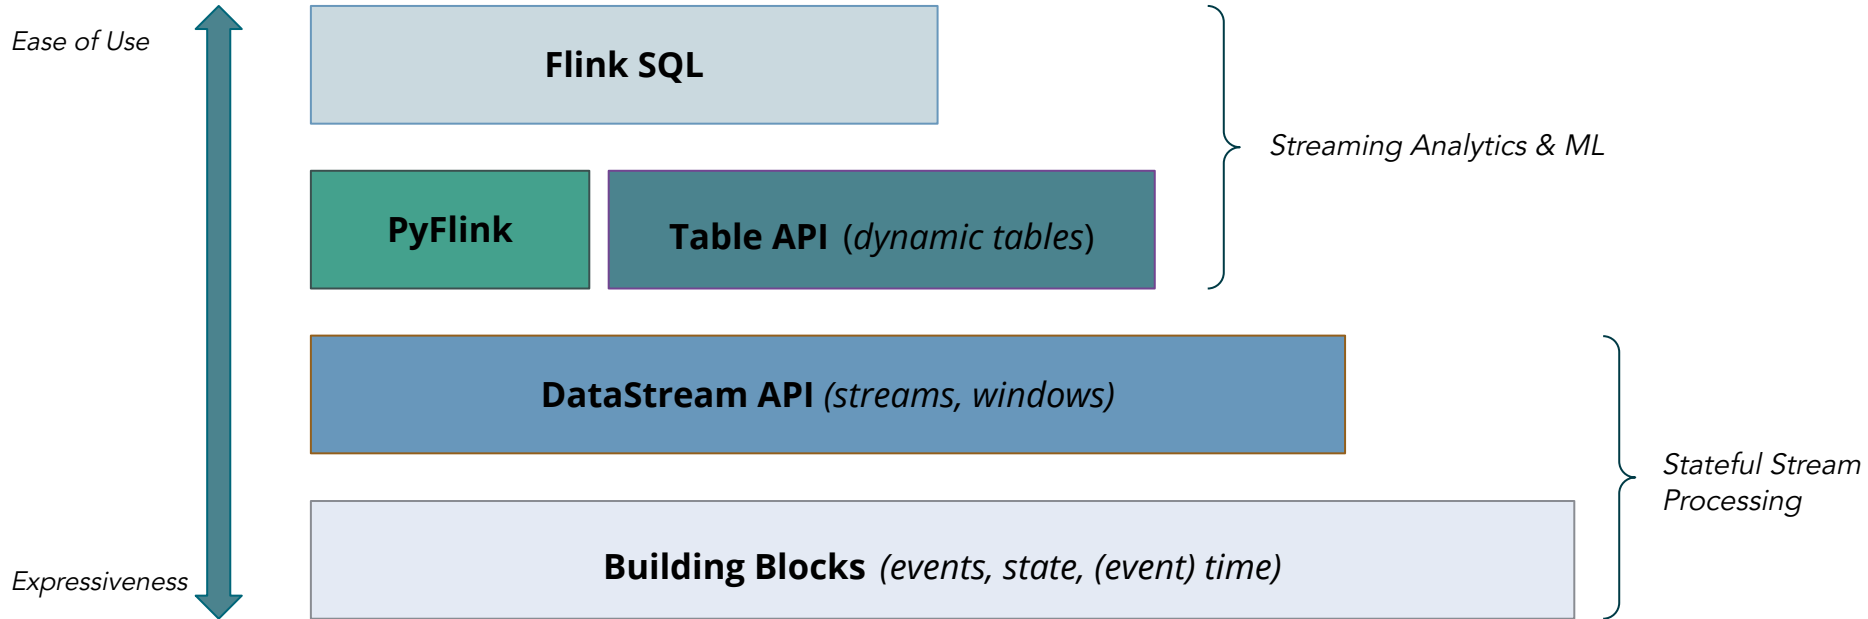 Ease of Use
Flink SQL
Streaming Analytics & ML
PyFlink
Table API (dynamic tables)
DataStream API (streams, windows)
Stateful Stream
Processing
Building Blocks (events, state, (event) time)
Expressiveness